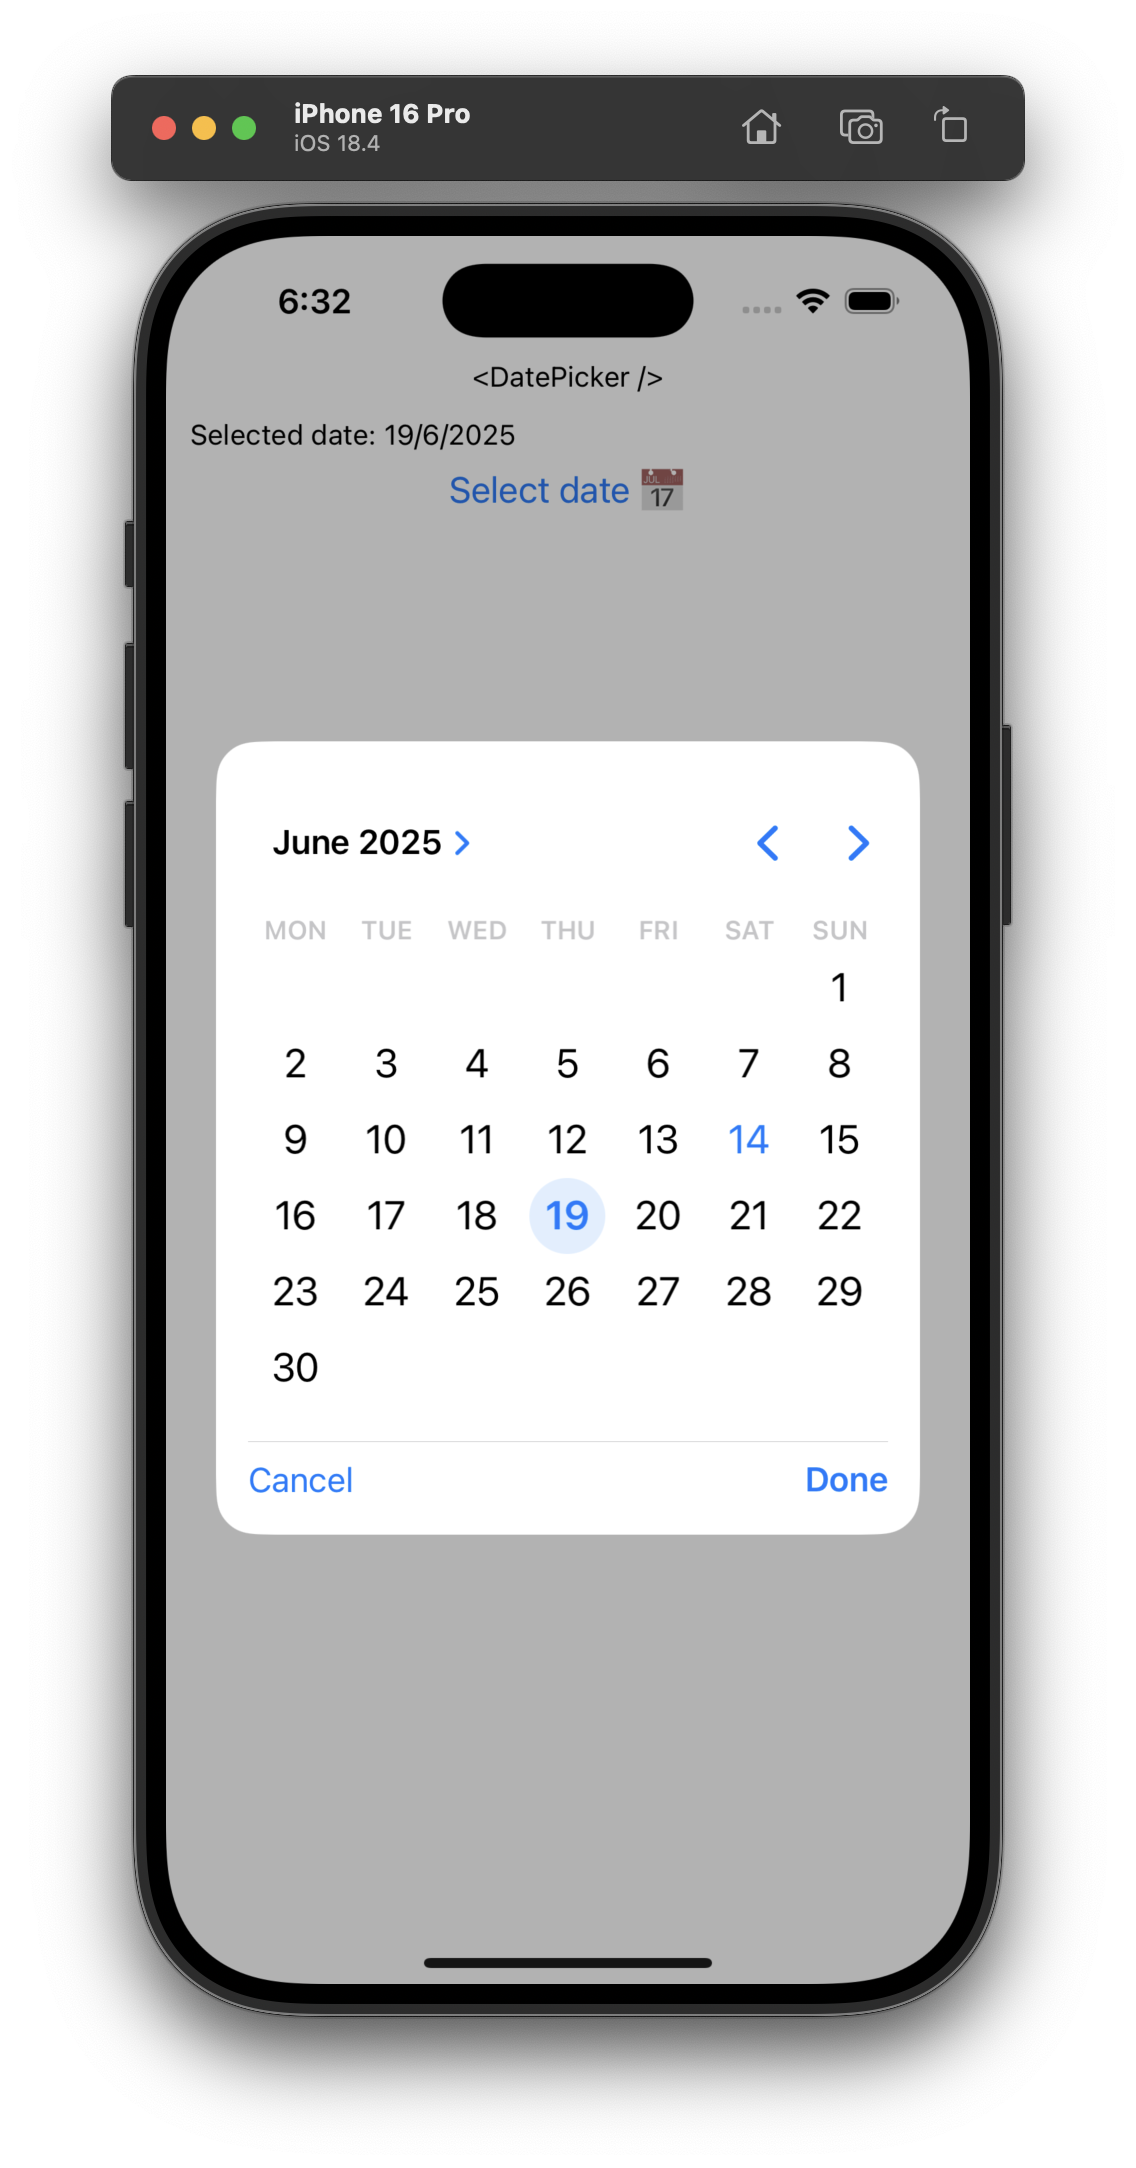 iPhone 16 Pro
iOS 18.4
6:32
<DatePicker />
Selected date: 19/6/2025
Select date
JUL
17
June 2025
MON TUE WED THU FRI SAT SUN
1
2 3 4 5 6 7 8
9 10 11 12 13 14 15
16 17 18 19 20 21 22
23 24 25 26 27 28 29
30
Cancel Done